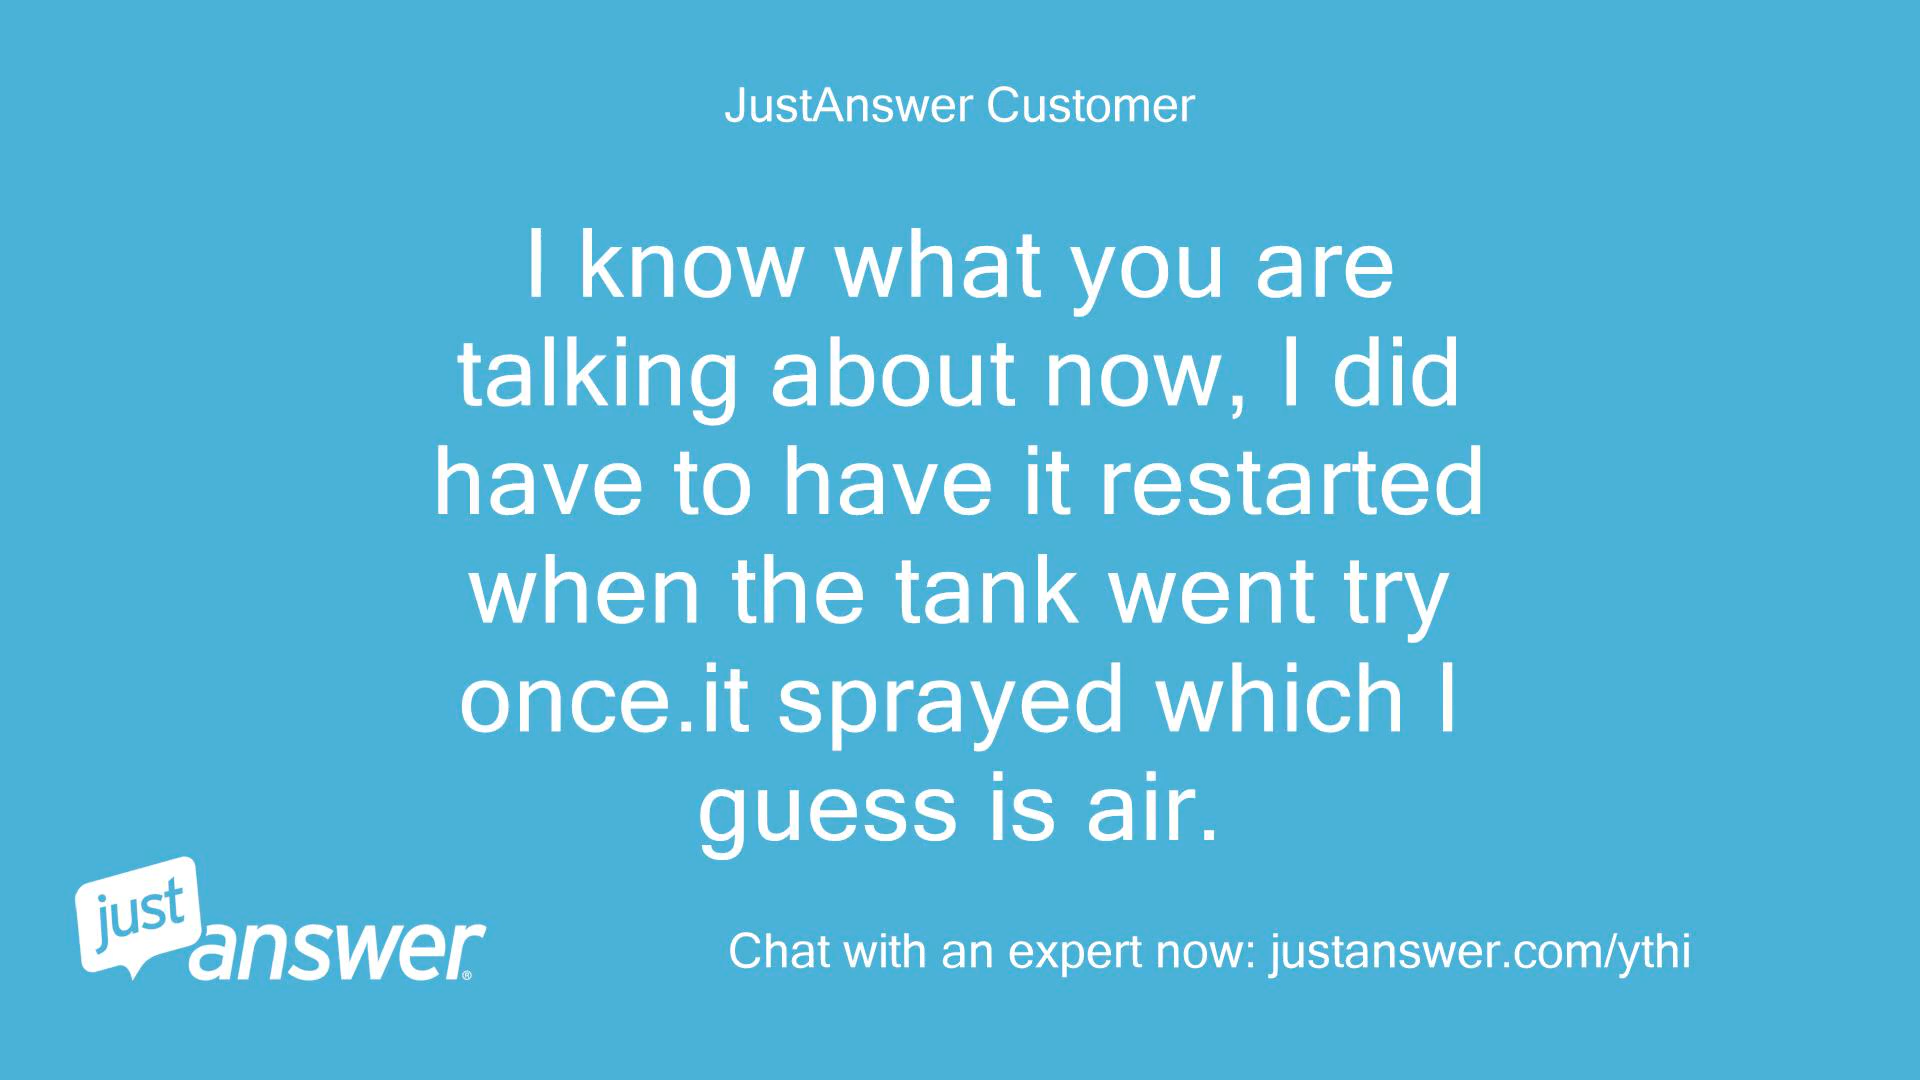 JustAnswer Customer
I know what you are
talking about now, I did
have to have it restarted
when the tank went try
once.it sprayed which I
guess is air.
just
answer®
Chat with an expert now: justanswer.com/ythi